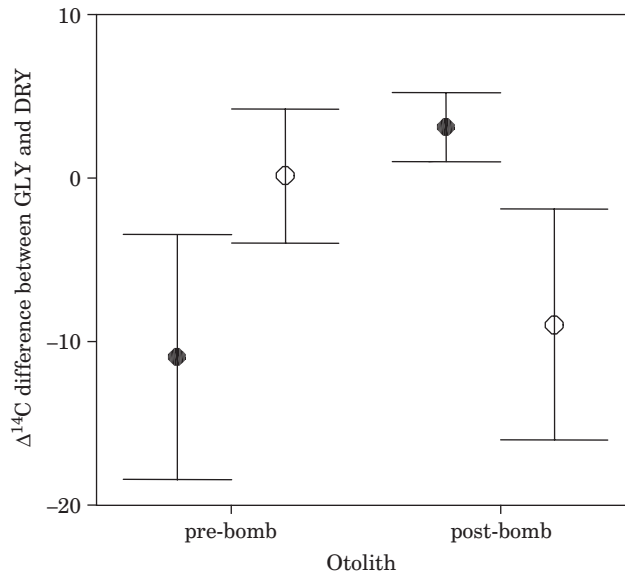 Δ¹⁴C difference between GLY and DRY
10
0
–10
–20
pre-bomb post-bomb
Otolith